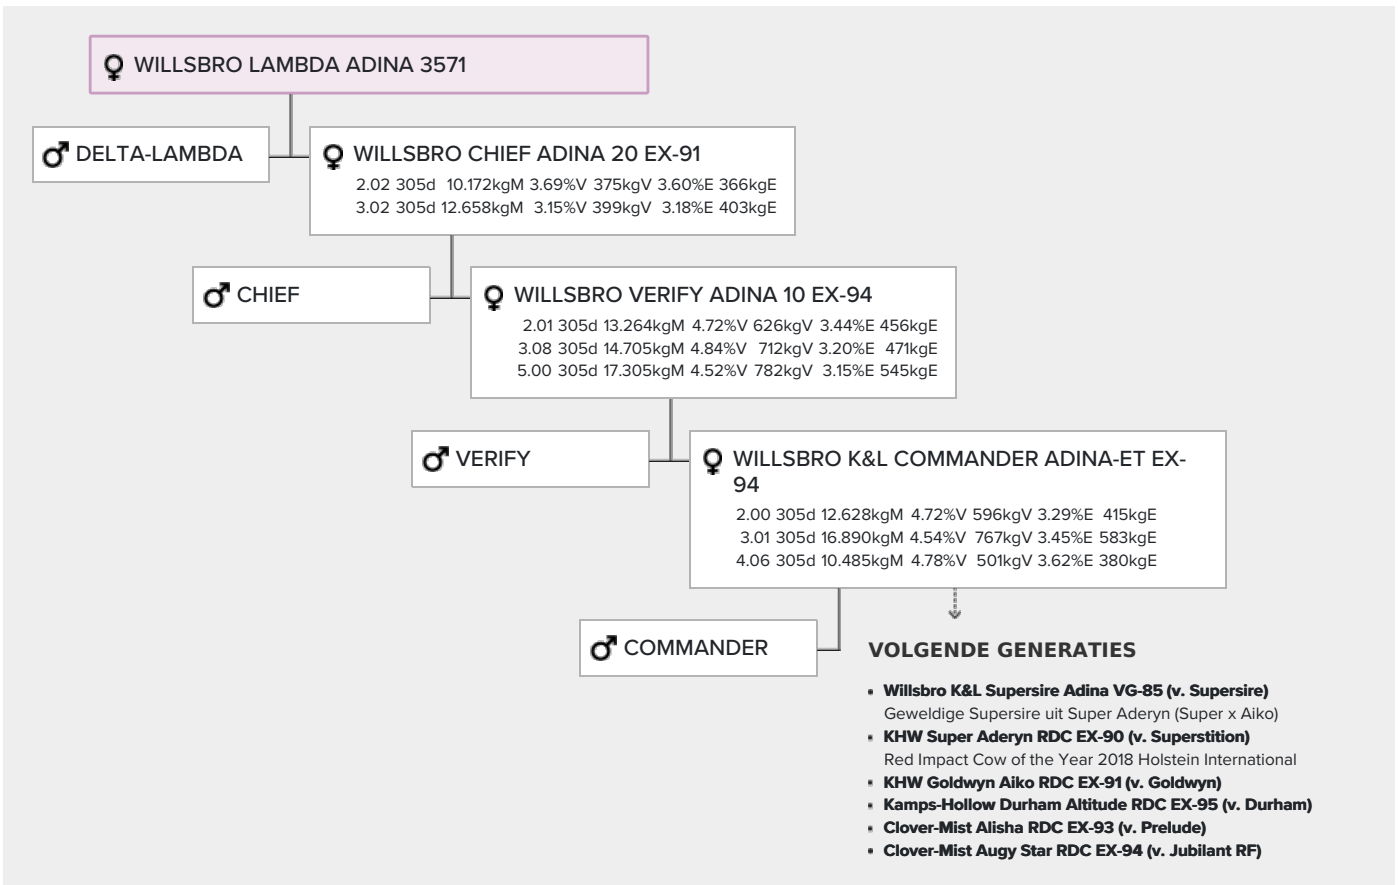 WILLSBRO LAMBDA ADINA 3571
DELTA-LAMBDA
WILLSBRO CHIEF ADINA 20 EX-91
2.02 305d 10.172kgM 3.69%V 375kgV 3.60%E 366kgE
3.02 305d 12.658kgM 3.15%V 399kgV 3.18%E 403kgE
CHIEF
WILLSBRO VERIFY ADINA 10 EX-94
2.01 305d 13.264kgM 4.72%V 626kgV 3.44%E 456kgE
3.08 305d 14.705kgM 4.84%V 712kgV 3.20%E 471kgE
5.00 305d 17.305kgM 4.52%V 782kgV 3.15%E 545kgE
VERIFY
WILLSBRO K&L COMMANDER ADINA-ET EX-
94
2.00 305d 12.628kgM 4.72%V 596kgV 3.29%E 415kgE
3.01 305d 16.890kgM 4.54%V 767kgV 3.45%E 583kgE
4.06 305d 10.485kgM 4.78%V 501kgV 3.62%E 380kgE
COMMANDER
VOLGENDE GENERATIES
▪ Willsbro K&L Supersire Adina VG-85 (v. Supersire)
Geweldige Supersire uit Super Aderyn (Super x Aiko)
▪ KHW Super Aderyn RDC EX-90 (v. Superstition)
Red Impact Cow of the Year 2018 Holstein International
▪ KHW Goldwyn Aiko RDC EX-91 (v. Goldwyn)
▪ Kamps-Hollow Durham Altitude RDC EX-95 (v. Durham)
▪ Clover-Mist Alisha RDC EX-93 (v. Prelude)
▪ Clover-Mist Augy Star RDC EX-94 (v. Jubilant RF)